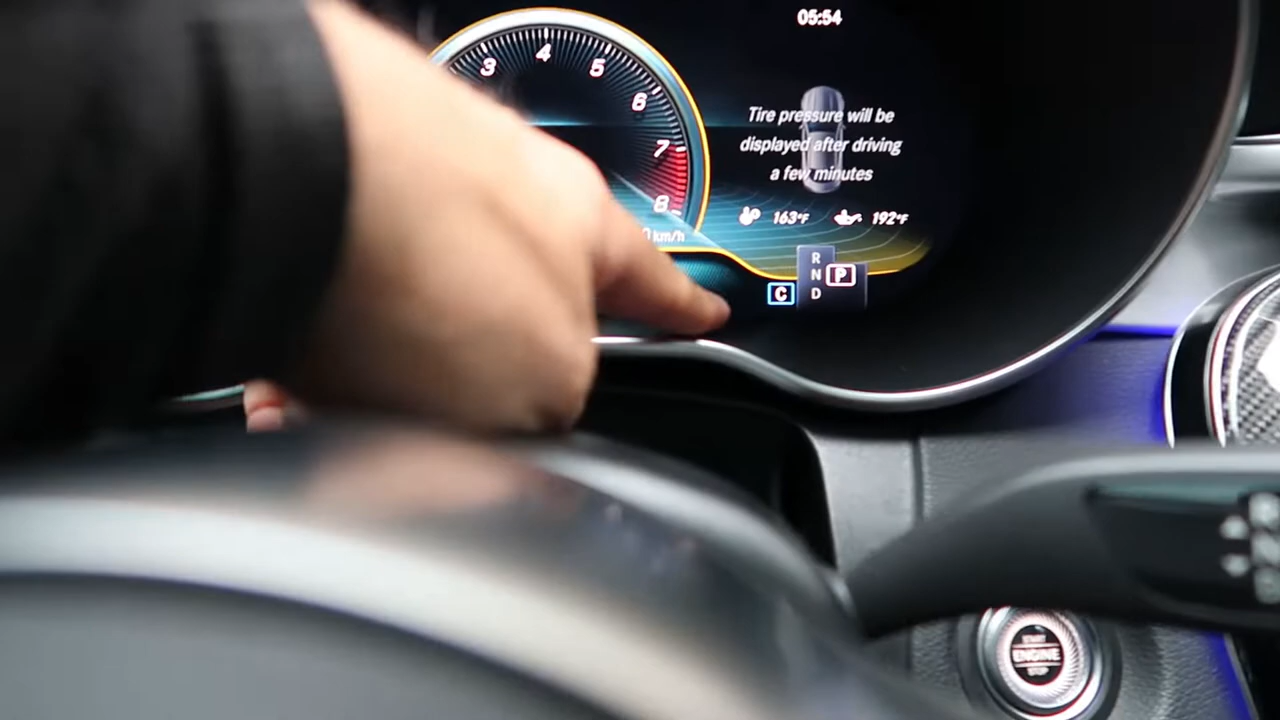 05:54
3
4
5
6
7
8
Tire pressure will be
displayed after driving
a few minutes
163°F
192°F
0 km/h
R
N
D
P
C
START
ENGINE
STOP